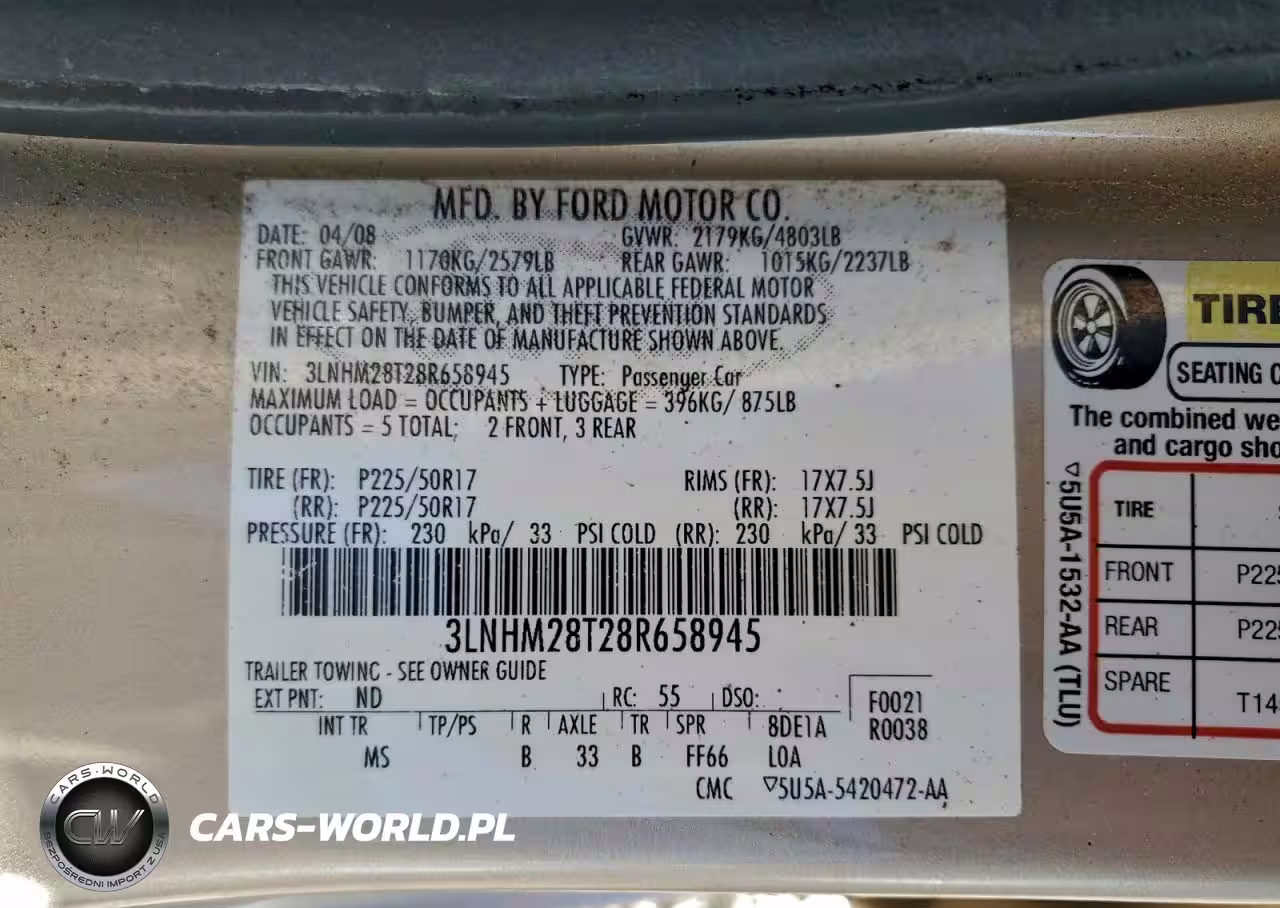 MFD. BY FORD MOTOR CO.
DATE: 04/08 GVWR: 2179KG/4803LB
FRONT GAWR: 1170KG/2579LB REAR GAWR: 1015KG/2237LB
THIS VEHICLE CONFORMS TO ALL APPLICABLE FEDERAL MOTOR
VEHICLE SAFETY, BUMPER, AND THEFT PREVENTION STANDARDS
IN EFFECT ON THE DATE OF MANUFACTURE SHOWN ABOVE.
VIN: 3LNHM28T28R658945 TYPE: Passenger Car
MAXIMUM LOAD = OCCUPANTS + LUGGAGE = 396KG/ 875LB
OCCUPANTS = 5 TOTAL; 2 FRONT, 3 REAR
TIRE (FR): P225/50R17 RIMS (FR): 17X7.5J
(RR): P225/50R17 (RR): 17X7.5J
PRESSURE (FR): 230 kPa/ 33 PSI COLD (RR): 230 kPa/ 33 PSI COLD
3LNHM28T28R658945
TRAILER TOWING - SEE OWNER GUIDE
EXT PNT: ND RC: 55 DSO: F0021
INT TR TP/PS R AXLE TR SPR 8DE1A R0038
MS B 33 B FF66 LOA
CMC ▽5U5A-5420472-AA
TIRE
SEATING C
The combined we
and cargo sho
TIRE
FRONT P225
REAR P225
SPARE T14
▽5U5A-1532-AA (TLU)
CARS-WORLD
CW
BEZPOŚREDNI IMPORT Z USA
CARS-WORLD.PL